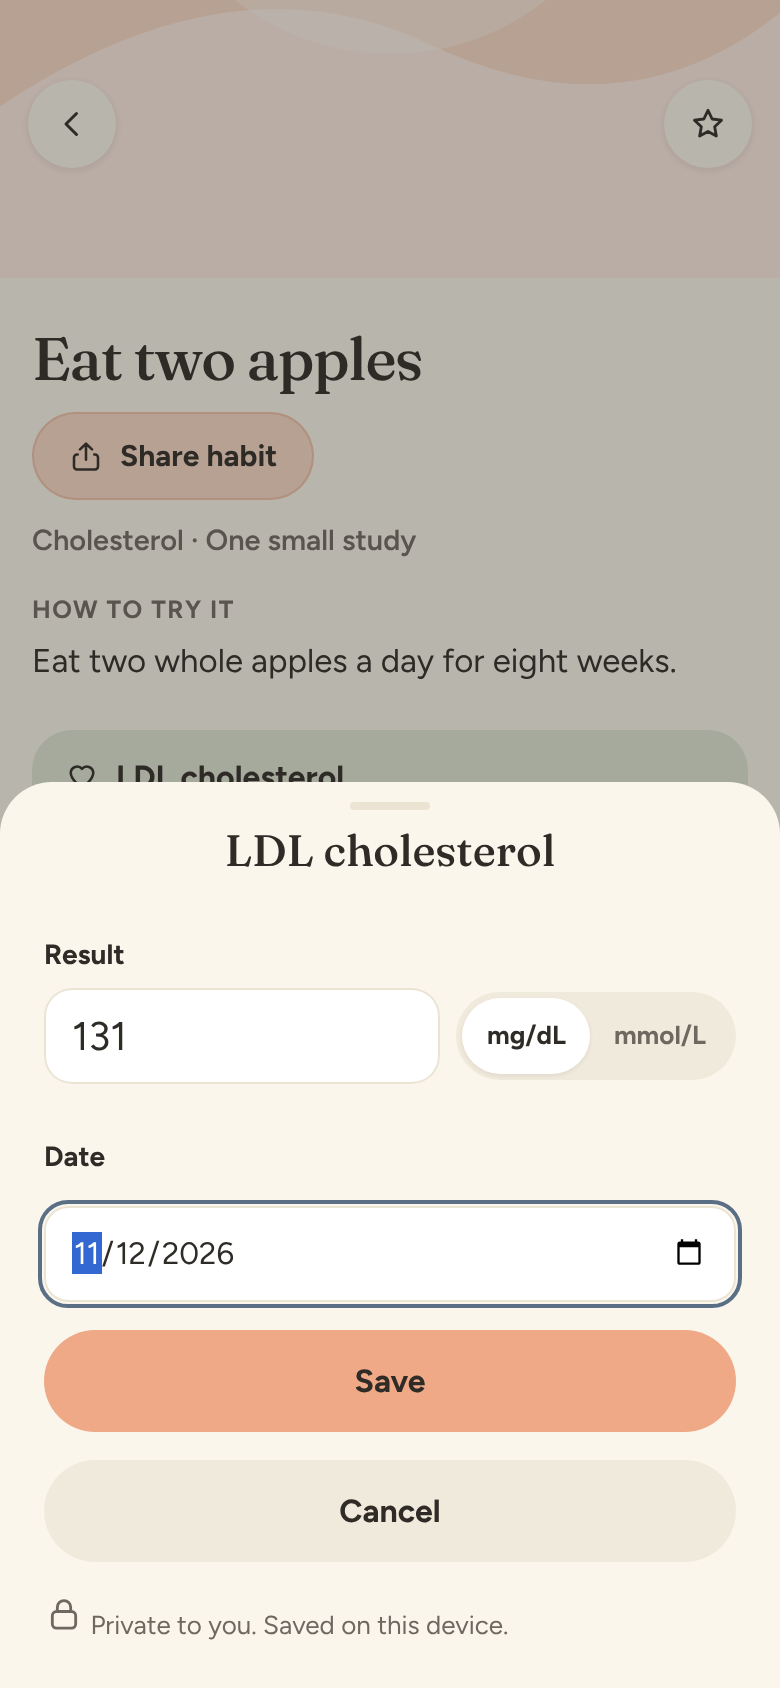 Eat two apples
Share habit
Cholesterol · One small study
HOW TO TRY IT
Eat two whole apples a day for eight weeks.
LDL cholesterol
LDL cholesterol
Result
131
mg/dL
mmol/L
Date
11/12/2026
Save
Cancel
Private to you. Saved on this device.